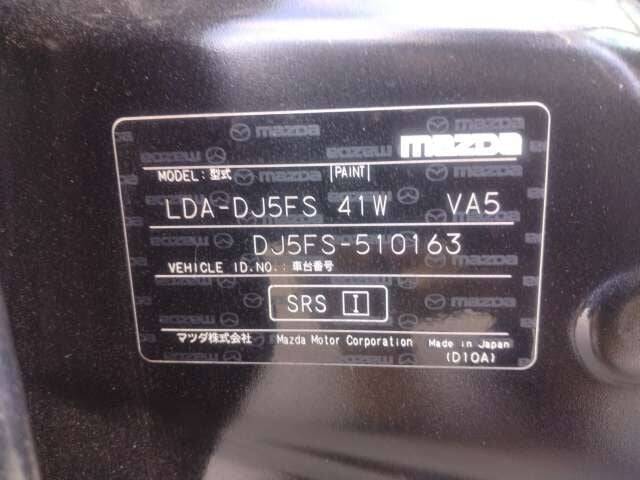 mazda
MODEL:型式 PAINT
LDA-DJ5FS 41W VA5
DJ5FS-510163
VEHICLE ID.NO.:車台番号
SRS I
マツダ株式会社 Mazda Motor Corporation Made in Japan
(D10A)